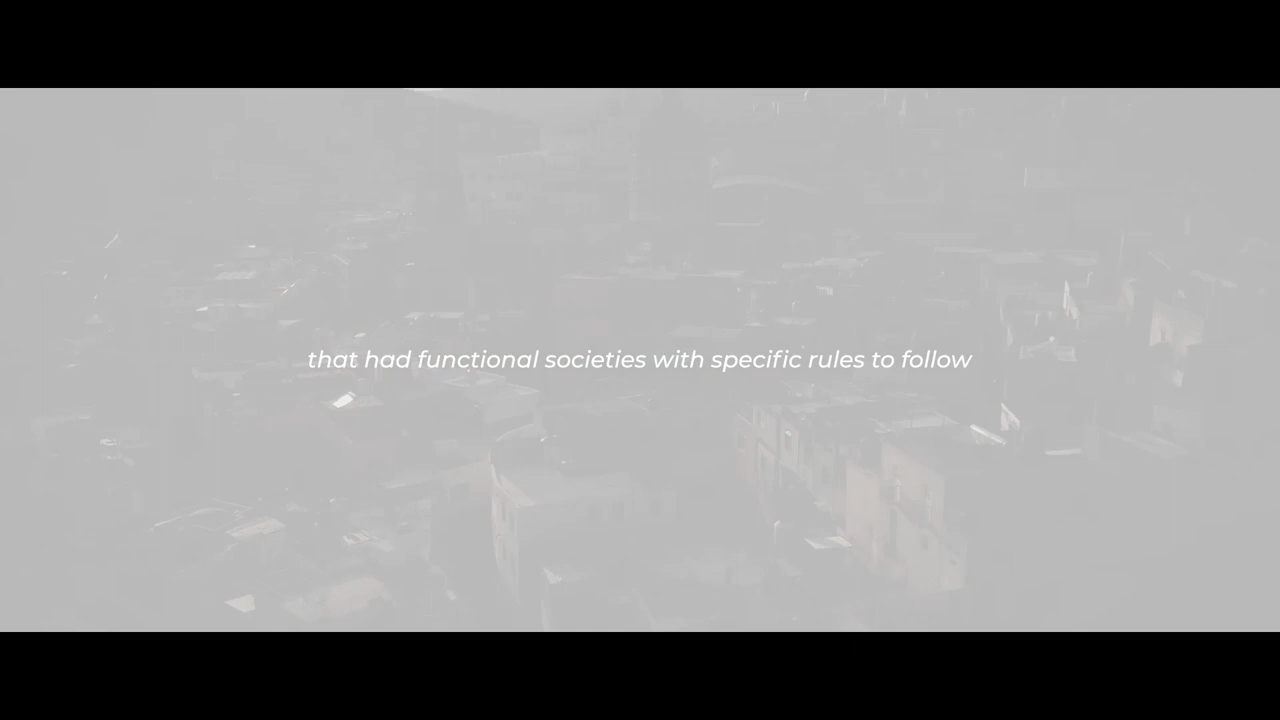 that had functional societies with specific rules to follow